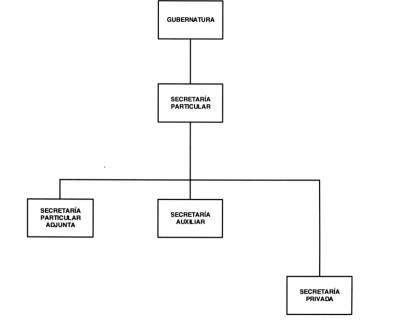 GUBERNATURA
SECRETARÍA
PARTICULAR
SECRETARÍA
PARTICULAR
ADJUNTA
SECRETARÍA
AUXILIAR
SECRETARÍA
PRIVADA